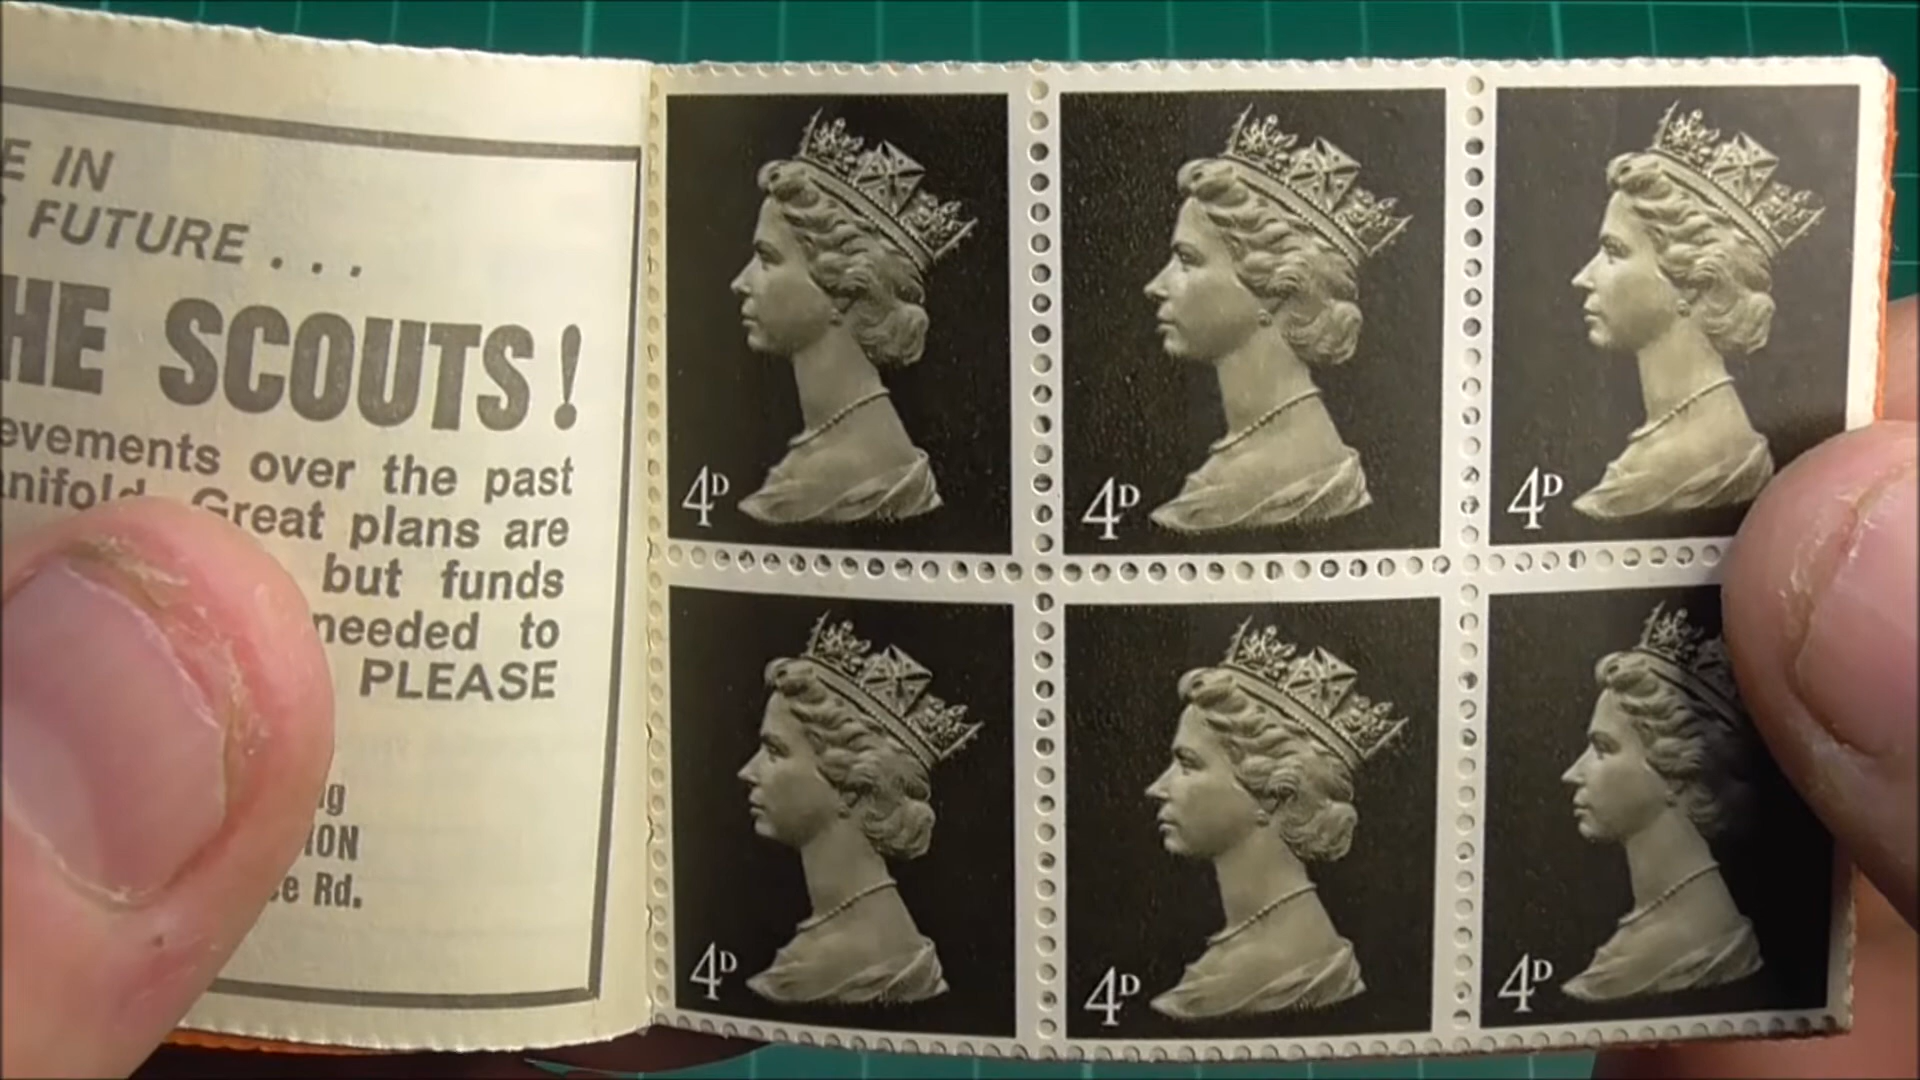 E IN
FUTURE . . .
HE SCOUTS!
evements over the past
Great plans are
but funds
needed to
PLEASE
Rd.
4D
4D
4D
4D
4D
4D